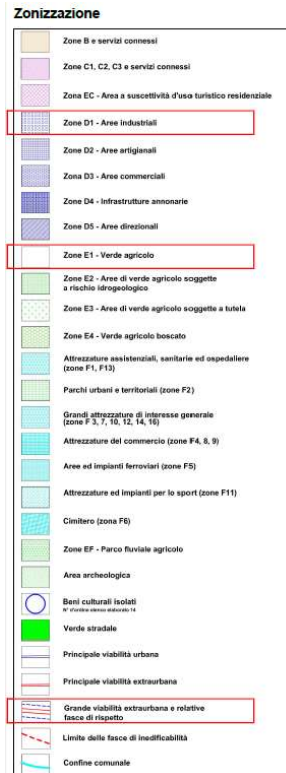 Zonizzazione
Zone B e servizi connessi
Zone C1, C2, C3 e servizi connessi
Zona EC - Area a suscettività d'uso turistico residenziale
Zone D1 - Aree industriali
Zone D2 - Aree artigianali
Zona D3 - Aree commerciali
Zone D4 - Infrastrutture annonarie
Zone D5 - Aree direzionali
Zone E1 - Verde agricolo
Zone E2 - Aree di verde agricolo soggette
a rischio idrogeologico
Zone E3 - Aree di verde agricolo soggette a tutela
Zone E4 - Verde agricolo boscato
Attrezzature assistenziali, sanitarie ed ospedaliere
(zone F1, F13)
Parchi urbani e territoriali (zone F2)
Grandi attrezzature di interesse generale
(zone F 3, 7, 10, 12, 14, 16)
Attrezzature del commercio (zone F4, 8, 9)
Aree ed impianti ferroviari (zone F5)
Attrezzature ed impianti per lo sport (zone F11)
Cimitero (zona F6)
Zone EF - Parco fluviale agricolo
Area archeologica
Beni culturali isolati
N° d'ordine elenco elaborato 14
Verde stradale
Principale viabilità urbana
Principale viabilità extraurbana
Grande viabilità extraurbana e relative
fasce di rispetto
Limite delle fasce di inedificabilità
Confine comunale